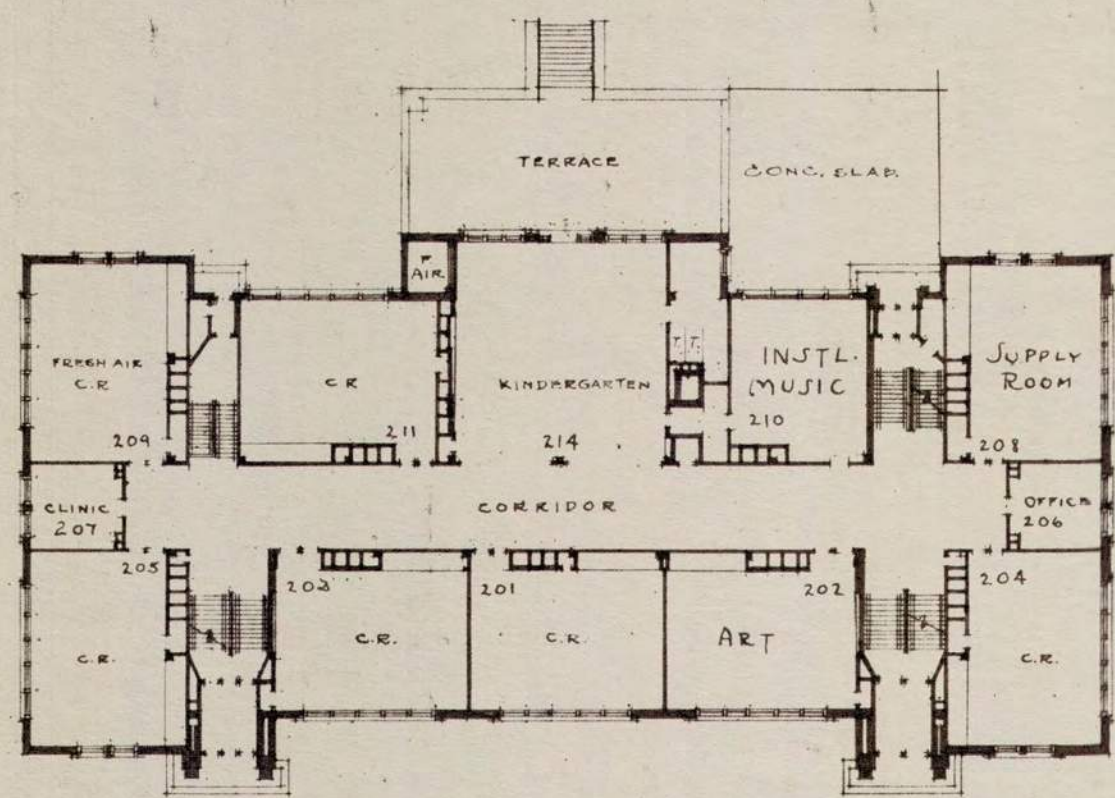 TERRACE
CONC. SLAB.
F.
AIR
FRESH AIR
C.R.
209
C R
211
KINDERGARTEN
214
T. T.
INSTL.
MUSIC
210
SUPPLY
ROOM
208
CLINIC
207
CORRIDOR
OFFICE
206
205
C.R.
203
C.R.
201
C.R.
202
ART
204
C.R.